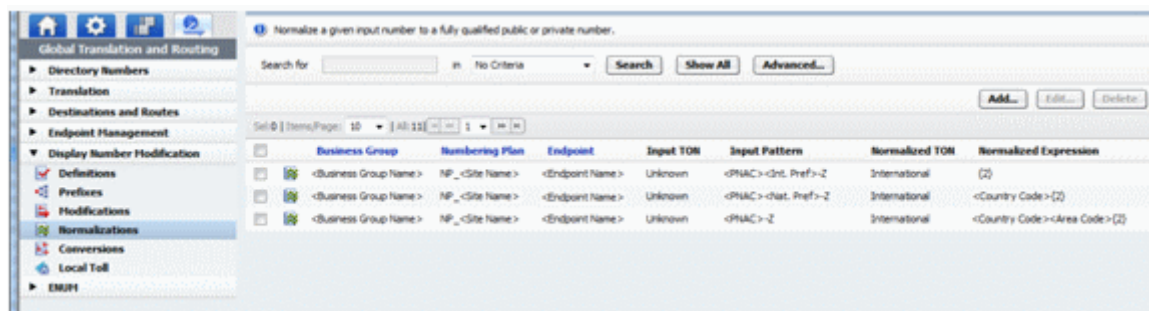 Global Translation and Routing
Directory Numbers
Translation
Destinations and Routes
Endpoint Management
Display Number Modification
Definitions
Prefixes
Modifications
Normalizations
Conversions
Local Toll
ENUM
Normalize a given input number to a fully qualified public or private number.
Search for in No Criteria Search Show All Advanced...
Add... Edit... Delete
Sel:0 | Items/Page: 10 | All:11 1
Business Group Numbering Plan Endpoint Input TON Input Pattern Normalized TON Normalized Expression
<Business Group Name> NP_<Site Name> <Endpoint Name> Unknown <PNAC><Int. Pref>-Z International {2}
<Business Group Name> NP_<Site Name> <Endpoint Name> Unknown <PNAC><Nat. Pref>-Z International <Country Code>{2}
<Business Group Name> NP_<Site Name> <Endpoint Name> Unknown <PNAC>-Z International <Country Code><Area Code>{2}